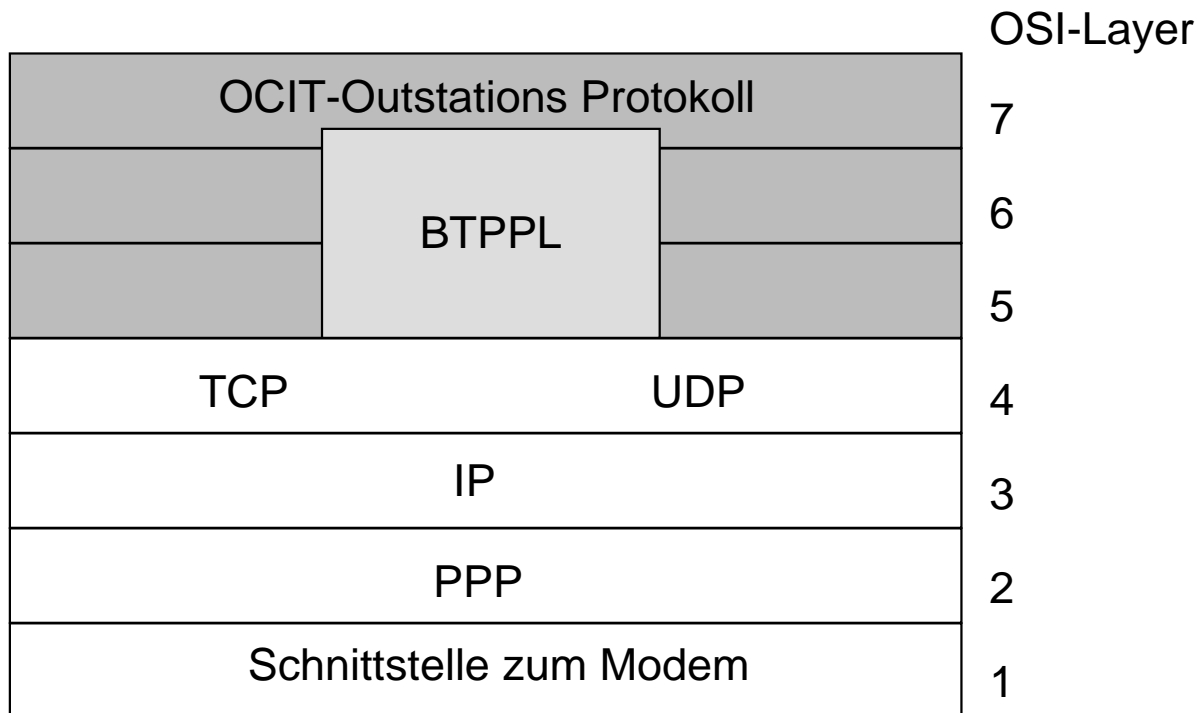 OSI-Layer
OCIT-Outstations Protokoll
7
BTPPL
6
5
TCP UDP
4
IP
3
PPP
2
Schnittstelle zum Modem
1